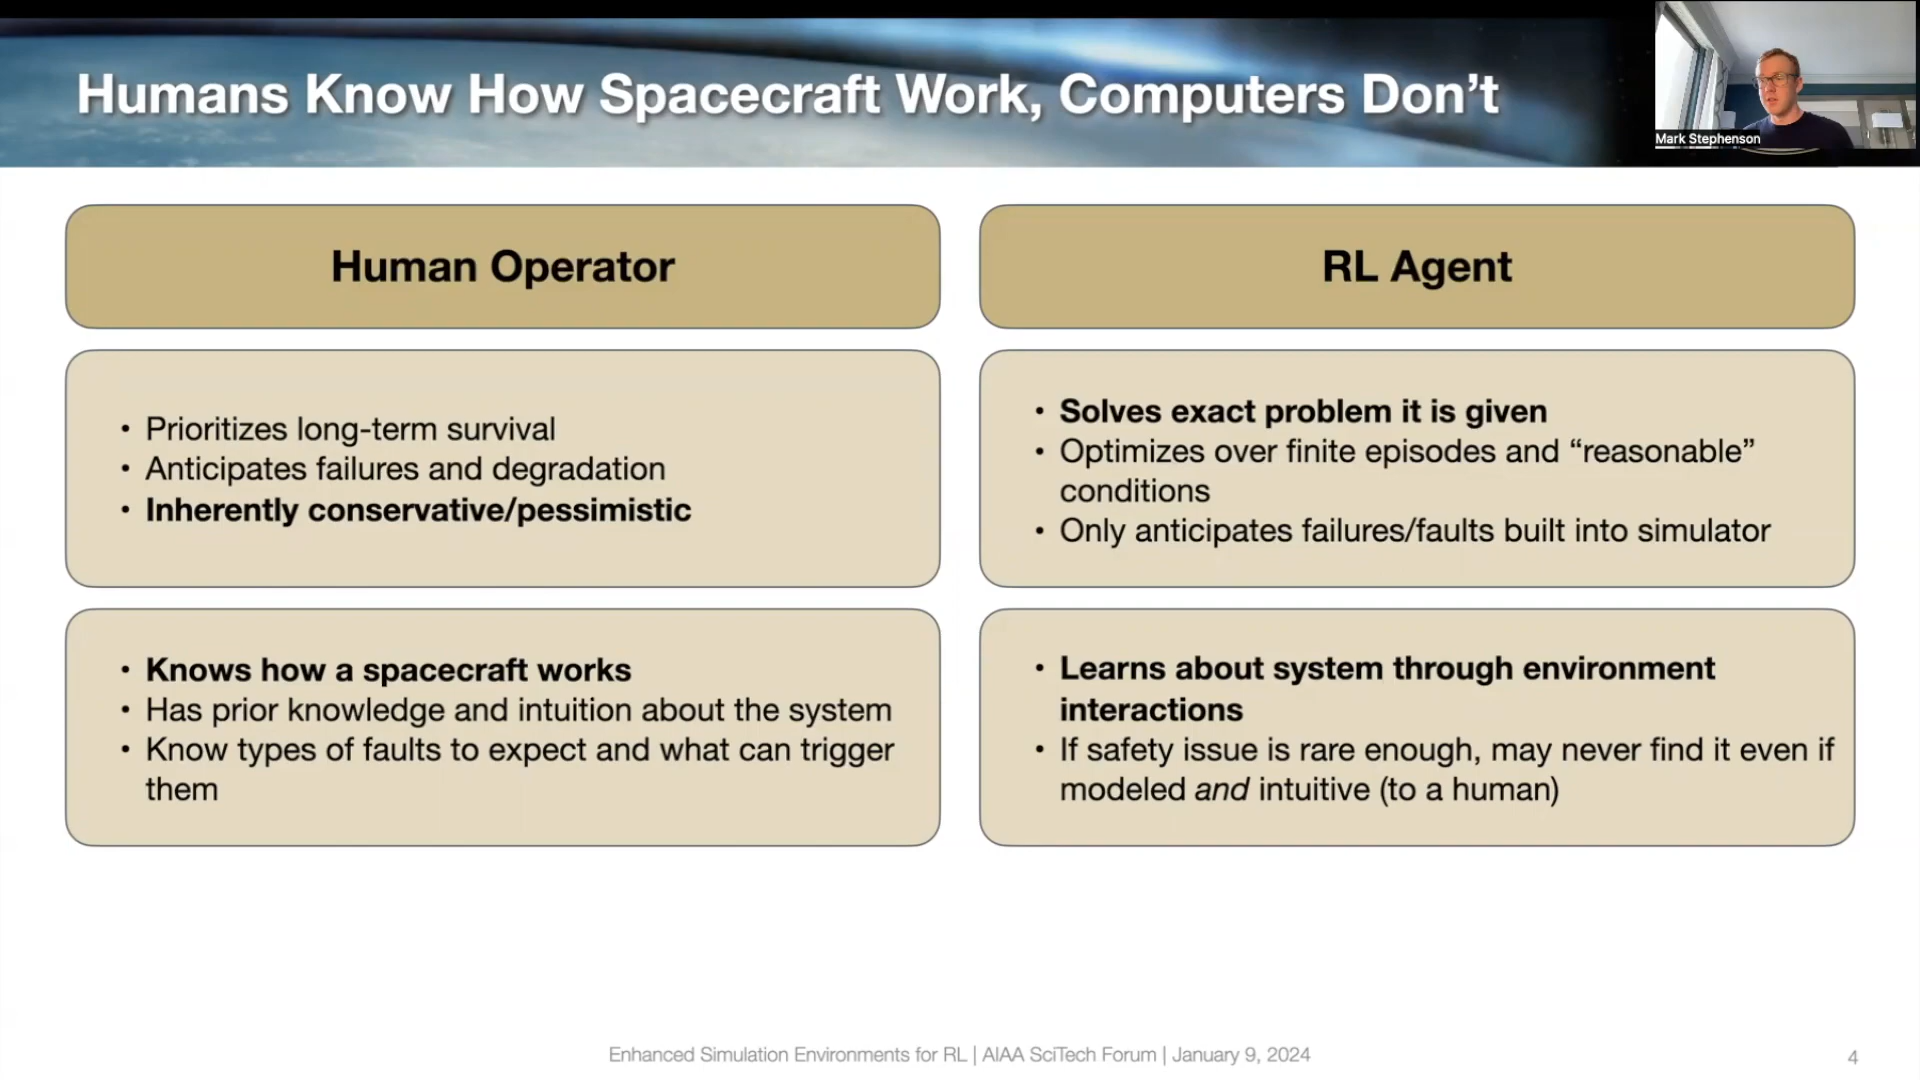 Humans Know How Spacecraft Work, Computers Don’t
Mark Stephenson
Human Operator
RL Agent
• Prioritizes long-term survival
• Anticipates failures and degradation
• Inherently conservative/pessimistic
• Solves exact problem it is given
• Optimizes over finite episodes and “reasonable”
conditions
• Only anticipates failures/faults built into simulator
• Knows how a spacecraft works
• Has prior knowledge and intuition about the system
• Know types of faults to expect and what can trigger
them
• Learns about system through environment
interactions
• If safety issue is rare enough, may never find it even if
modeled and intuitive (to a human)
Enhanced Simulation Environments for RL | AIAA SciTech Forum | January 9, 2024
4